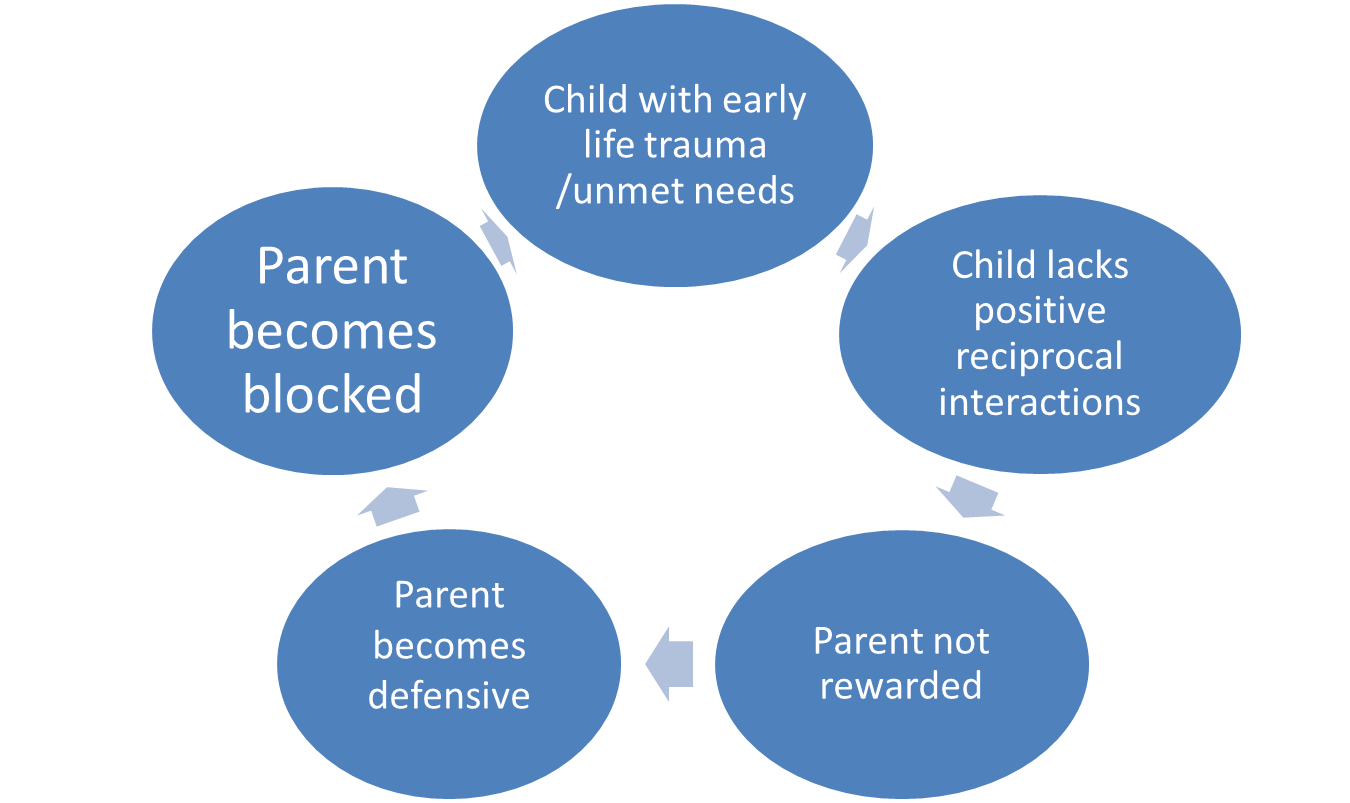 Child with early
life trauma
/unmet needs
Child lacks
positive
reciprocal
interactions
Parent not
rewarded
Parent
becomes
defensive
Parent
becomes
blocked